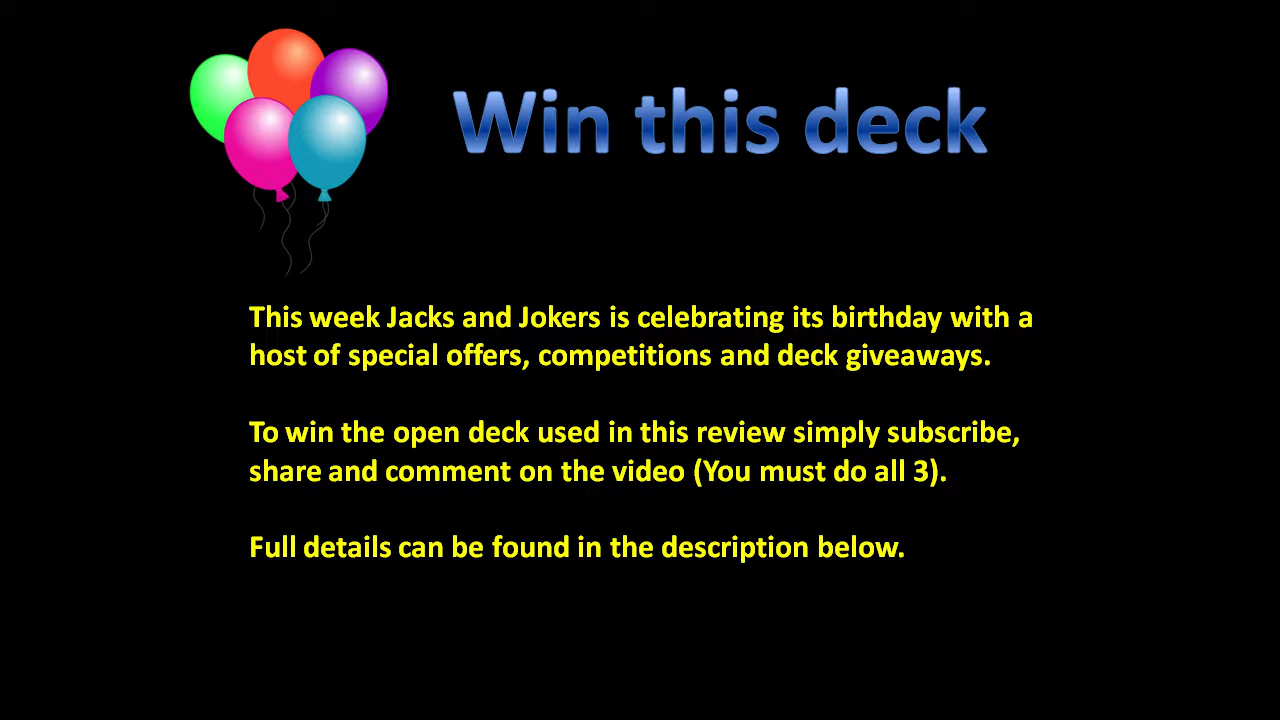 Win this deck
This week Jacks and Jokers is celebrating its birthday with a
host of special offers, competitions and deck giveaways.
To win the open deck used in this review simply subscribe,
share and comment on the video (You must do all 3).
Full details can be found in the description below.